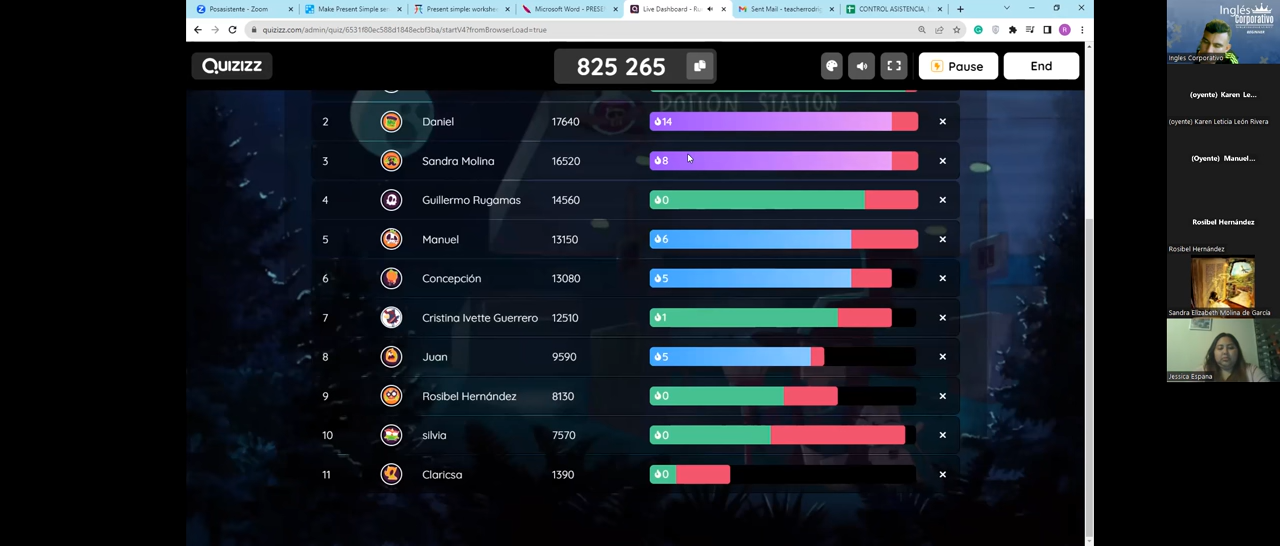 Posasistente - Zoom
Make Present Simple se
Present simple: workshe
Microsoft Word - PRESE
Live Dashboard - Ru
Sent Mail - teacherodri
CONTROL ASISTENCIA,
quizizz.com/admin/quiz/6531f80ec588d1848ecbf3ba/startV4?fromBrowserLoad=true
R
Quizizz
825 265
Pause
End
POTION STATION
2 Daniel 17640 14
3 Sandra Molina 16520 8
4 Guillermo Rugamas 14560 0
5 Manuel 13150 6
6 Concepción 13080 5
7 Cristina Ivette Guerrero 12510 1
8 Juan 9590 5
9 Rosibel Hernández 8130 0
10 silvia 7570 0
11 Claricsa 1390 0
Inglés
Corporativo
Ingles Corporativo
(oyente) Karen Le...
(oyente) Karen Leticia León Rivera
(Oyente) Manuel...
Rosibel Hernández
Rosibel Hernández
Sandra Elizabeth Molina de García
Jessica Espana